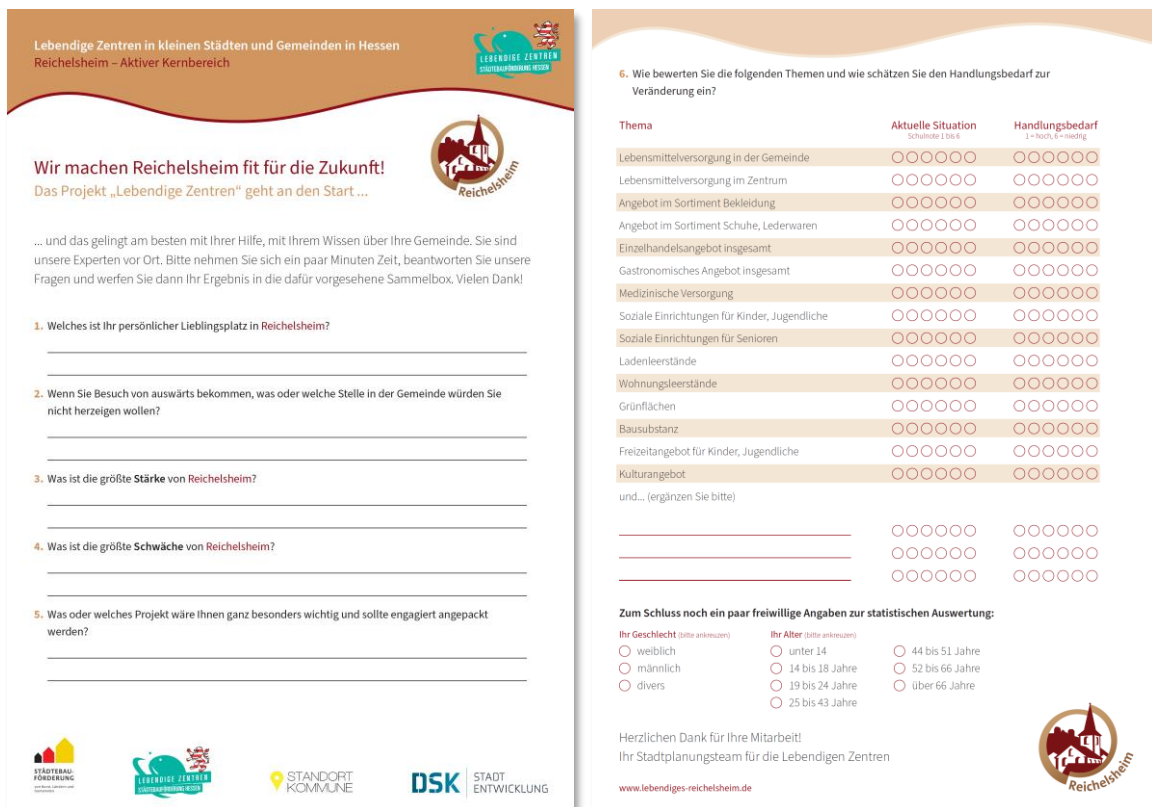 Lebendige Zentren in kleinen Städten und Gemeinden in Hessen
Reichelsheim – Aktiver Kernbereich
LEBENDIGE ZENTREN
STÄDTEBAUFÖRDERUNG HESSEN
Wir machen Reichelsheim fit für die Zukunft!
Das Projekt „Lebendige Zentren“ geht an den Start ...
Reichelsheim
... und das gelingt am besten mit Ihrer Hilfe, mit Ihrem Wissen über Ihre Gemeinde. Sie sind
unsere Experten vor Ort. Bitte nehmen Sie sich ein paar Minuten Zeit, beantworten Sie unsere
Fragen und werfen Sie dann Ihr Ergebnis in die dafür vorgesehene Sammelbox. Vielen Dank!
1. Welches ist Ihr persönlicher Lieblingsplatz in Reichelsheim?
2. Wenn Sie Besuch von auswärts bekommen, was oder welche Stelle in der Gemeinde würden Sie
nicht herzeigen wollen?
3. Was ist die größte Stärke von Reichelsheim?
4. Was ist die größte Schwäche von Reichelsheim?
5. Was oder welches Projekt wäre Ihnen ganz besonders wichtig und sollte engagiert angepackt
werden?
STÄDTEBAU-
FÖRDERUNG
von Bund, Ländern und
Gemeinden
LEBENDIGE ZENTREN
STÄDTEBAUFÖRDERUNG HESSEN
STANDORT
KOMMUNE
DSK
STADT
ENTWICKLUNG
6. Wie bewerten Sie die folgenden Themen und wie schätzen Sie den Handlungsbedarf zur
Veränderung ein?
Thema Aktuelle Situation Handlungsbedarf
Schulnote 1 bis 6 1 = hoch, 6 = niedrig
Lebensmittelversorgung in der Gemeinde
Lebensmittelversorgung im Zentrum
Angebot im Sortiment Bekleidung
Angebot im Sortiment Schuhe, Lederwaren
Einzelhandelsangebot insgesamt
Gastronomisches Angebot insgesamt
Medizinische Versorgung
Soziale Einrichtungen für Kinder, Jugendliche
Soziale Einrichtungen für Senioren
Ladenleerstände
Wohnungsleerstände
Grünflächen
Bausubstanz
Freizeitangebot für Kinder, Jugendliche
Kulturangebot
und... (ergänzen Sie bitte)
Zum Schluss noch ein paar freiwillige Angaben zur statistischen Auswertung:
Ihr Geschlecht (bitte ankreuzen) Ihr Alter (bitte ankreuzen)
weiblich unter 14 44 bis 51 Jahre
männlich 14 bis 18 Jahre 52 bis 66 Jahre
divers 19 bis 24 Jahre über 66 Jahre
25 bis 43 Jahre
Herzlichen Dank für Ihre Mitarbeit!
Ihr Stadtplanungsteam für die Lebendigen Zentren
www.lebendiges-reichelsheim.de
Reichelsheim